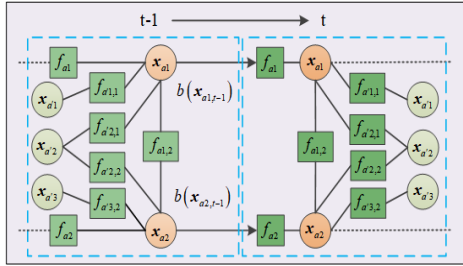 t-1 t
f_{a1} x_{a1} f_{a1} x_{a1}
x_{a'1} f_{a'1,1} b(x_{a1,t-1}) f_{a'1,1} x_{a'1}
f_{a'2,1} f_{a'2,1}
x_{a'2} f_{a1,2} f_{a1,2} x_{a'2}
f_{a'2,2} f_{a'2,2}
x_{a'3} f_{a'3,2} b(x_{a2,t-1}) f_{a'3,2} x_{a'3}
f_{a2} x_{a2} f_{a2} x_{a2}